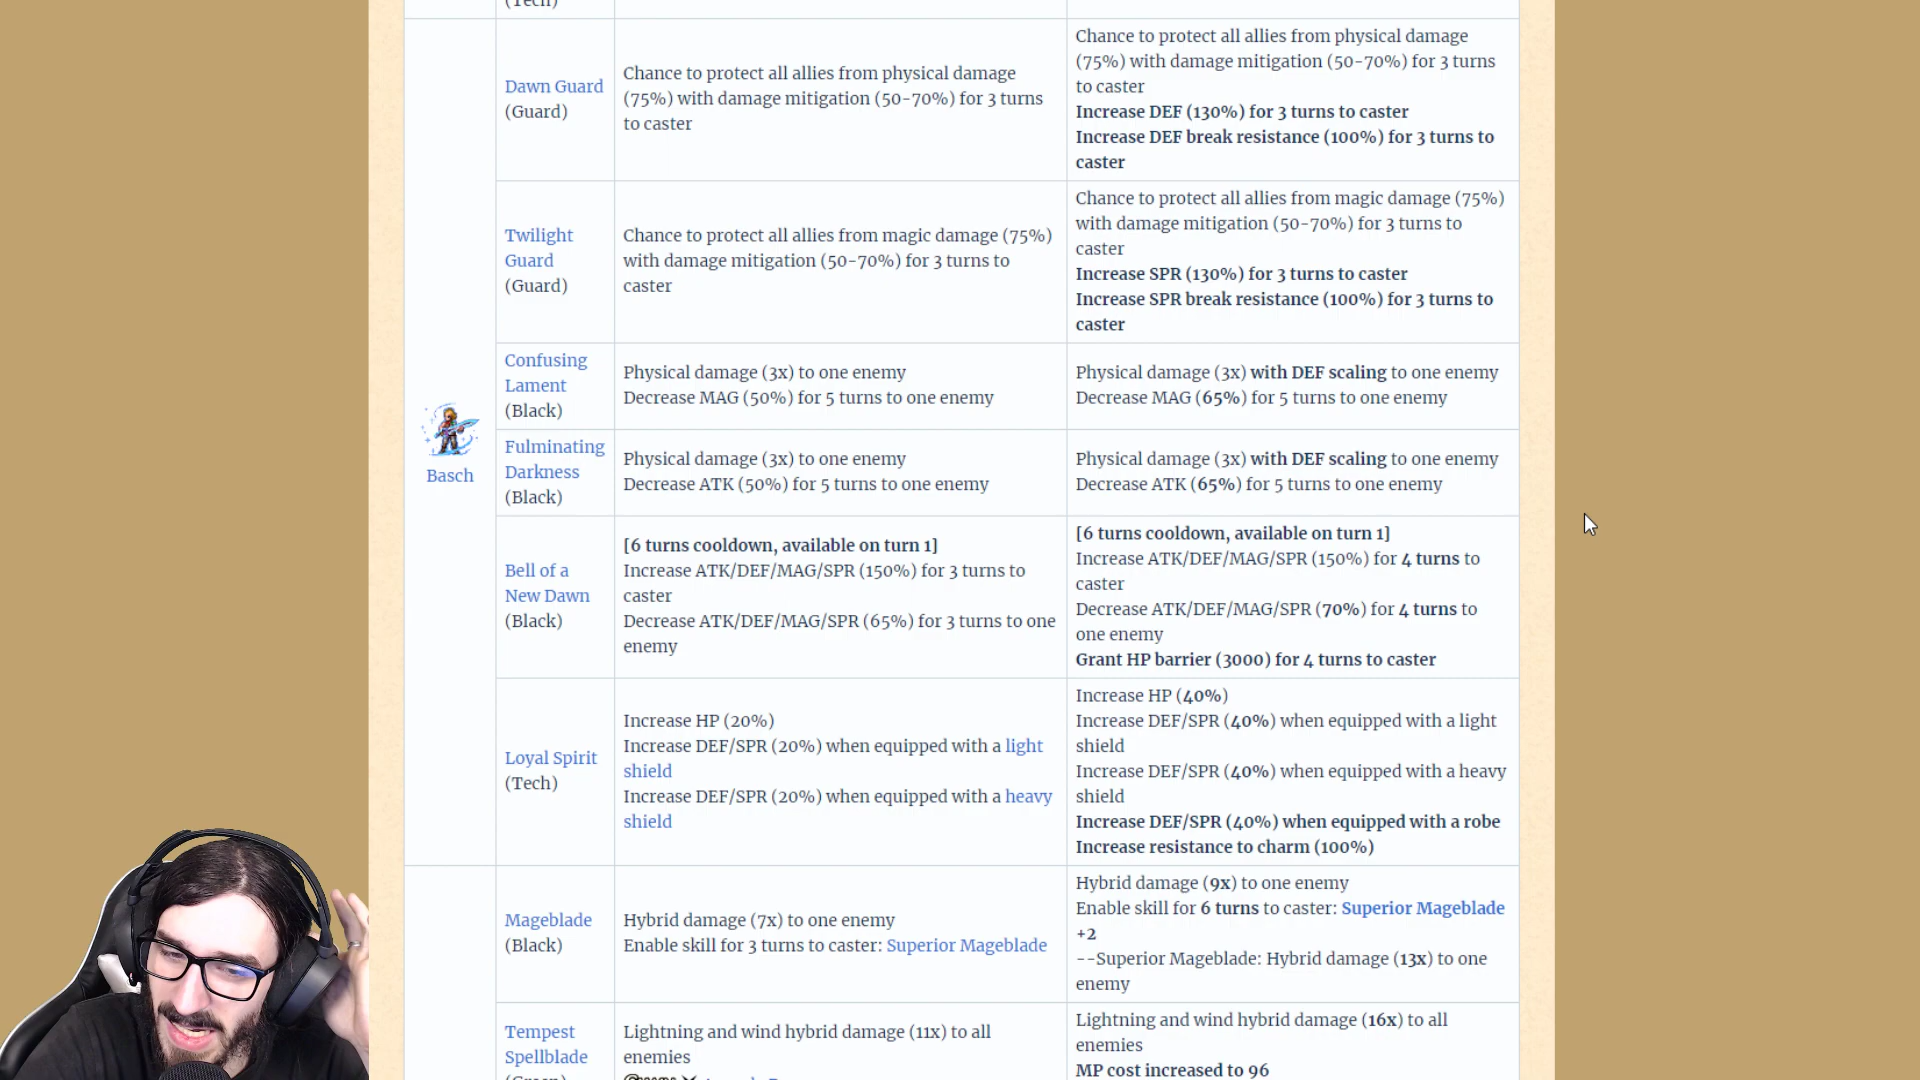 (Tech)
Dawn Guard
(Guard)
Chance to protect all allies from physical damage
(75%) with damage mitigation (50-70%) for 3 turns
to caster
Chance to protect all allies from physical damage
(75%) with damage mitigation (50-70%) for 3 turns
to caster
Increase DEF (130%) for 3 turns to caster
Increase DEF break resistance (100%) for 3 turns to
caster
Twilight
Guard
(Guard)
Chance to protect all allies from magic damage (75%)
with damage mitigation (50-70%) for 3 turns to
caster
Chance to protect all allies from magic damage (75%)
with damage mitigation (50-70%) for 3 turns to
caster
Increase SPR (130%) for 3 turns to caster
Increase SPR break resistance (100%) for 3 turns to
caster
Basch
Confusing
Lament
(Black)
Physical damage (3x) to one enemy
Decrease MAG (50%) for 5 turns to one enemy
Physical damage (3x) with DEF scaling to one enemy
Decrease MAG (65%) for 5 turns to one enemy
Fulminating
Darkness
(Black)
Physical damage (3x) to one enemy
Decrease ATK (50%) for 5 turns to one enemy
Physical damage (3x) with DEF scaling to one enemy
Decrease ATK (65%) for 5 turns to one enemy
Bell of a
New Dawn
(Black)
[6 turns cooldown, available on turn 1]
Increase ATK/DEF/MAG/SPR (150%) for 3 turns to
caster
Decrease ATK/DEF/MAG/SPR (65%) for 3 turns to one
enemy
[6 turns cooldown, available on turn 1]
Increase ATK/DEF/MAG/SPR (150%) for 4 turns to
caster
Decrease ATK/DEF/MAG/SPR (70%) for 4 turns to
one enemy
Grant HP barrier (3000) for 4 turns to caster
Loyal Spirit
(Tech)
Increase HP (20%)
Increase DEF/SPR (20%) when equipped with a light
shield
Increase DEF/SPR (20%) when equipped with a heavy
shield
Increase HP (40%)
Increase DEF/SPR (40%) when equipped with a light
shield
Increase DEF/SPR (40%) when equipped with a heavy
shield
Increase DEF/SPR (40%) when equipped with a robe
Increase resistance to charm (100%)
Mageblade
(Black)
Hybrid damage (7x) to one enemy
Enable skill for 3 turns to caster: Superior Mageblade
Hybrid damage (9x) to one enemy
Enable skill for 6 turns to caster: Superior Mageblade
+2
--Superior Mageblade: Hybrid damage (13x) to one
enemy
Tempest
Spellblade
Lightning and wind hybrid damage (11x) to all
enemies
Lightning and wind hybrid damage (16x) to all
enemies
MP cost increased to 96